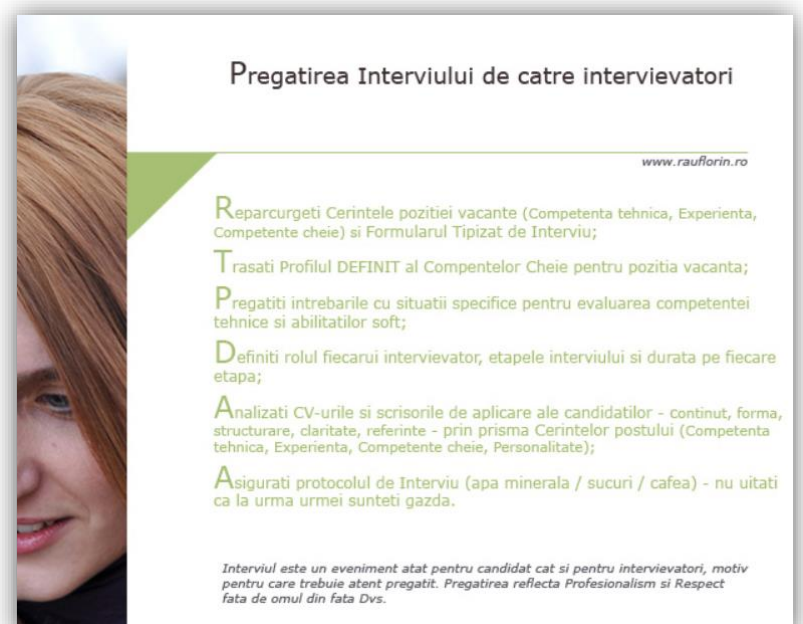 Pregatirea Interviului de catre intervievatori
www.rauflorin.ro
Reparcurgeti Cerintele pozitiei vacante (Competenta tehnica, Experienta,
Competente cheie) si Formularul Tipizat de Interviu;
Trasati Profilul DEFINIT al Compentelor Cheie pentru pozitia vacanta;
Pregatiti intrebarile cu situatii specifice pentru evaluarea competentei
tehnice si abilitatilor soft;
Definiti rolul fiecarui intervievator, etapele interviului si durata pe fiecare
etapa;
Analizati CV-urile si scrisorile de aplicare ale candidatilor - continut, forma,
structurare, claritate, referinte - prin prisma Cerintelor postului (Competenta
tehnica, Experienta, Competente cheie, Personalitate);
Asigurati protocolul de Interviu (apa minerala / sucuri / cafea) - nu uitati
ca la urma urmei sunteti gazda.
Interviul este un eveniment atat pentru candidat cat si pentru intervievatori, motiv
pentru care trebuie atent pregatit. Pregatirea reflecta Profesionalism si Respect
fata de omul din fata Dvs.